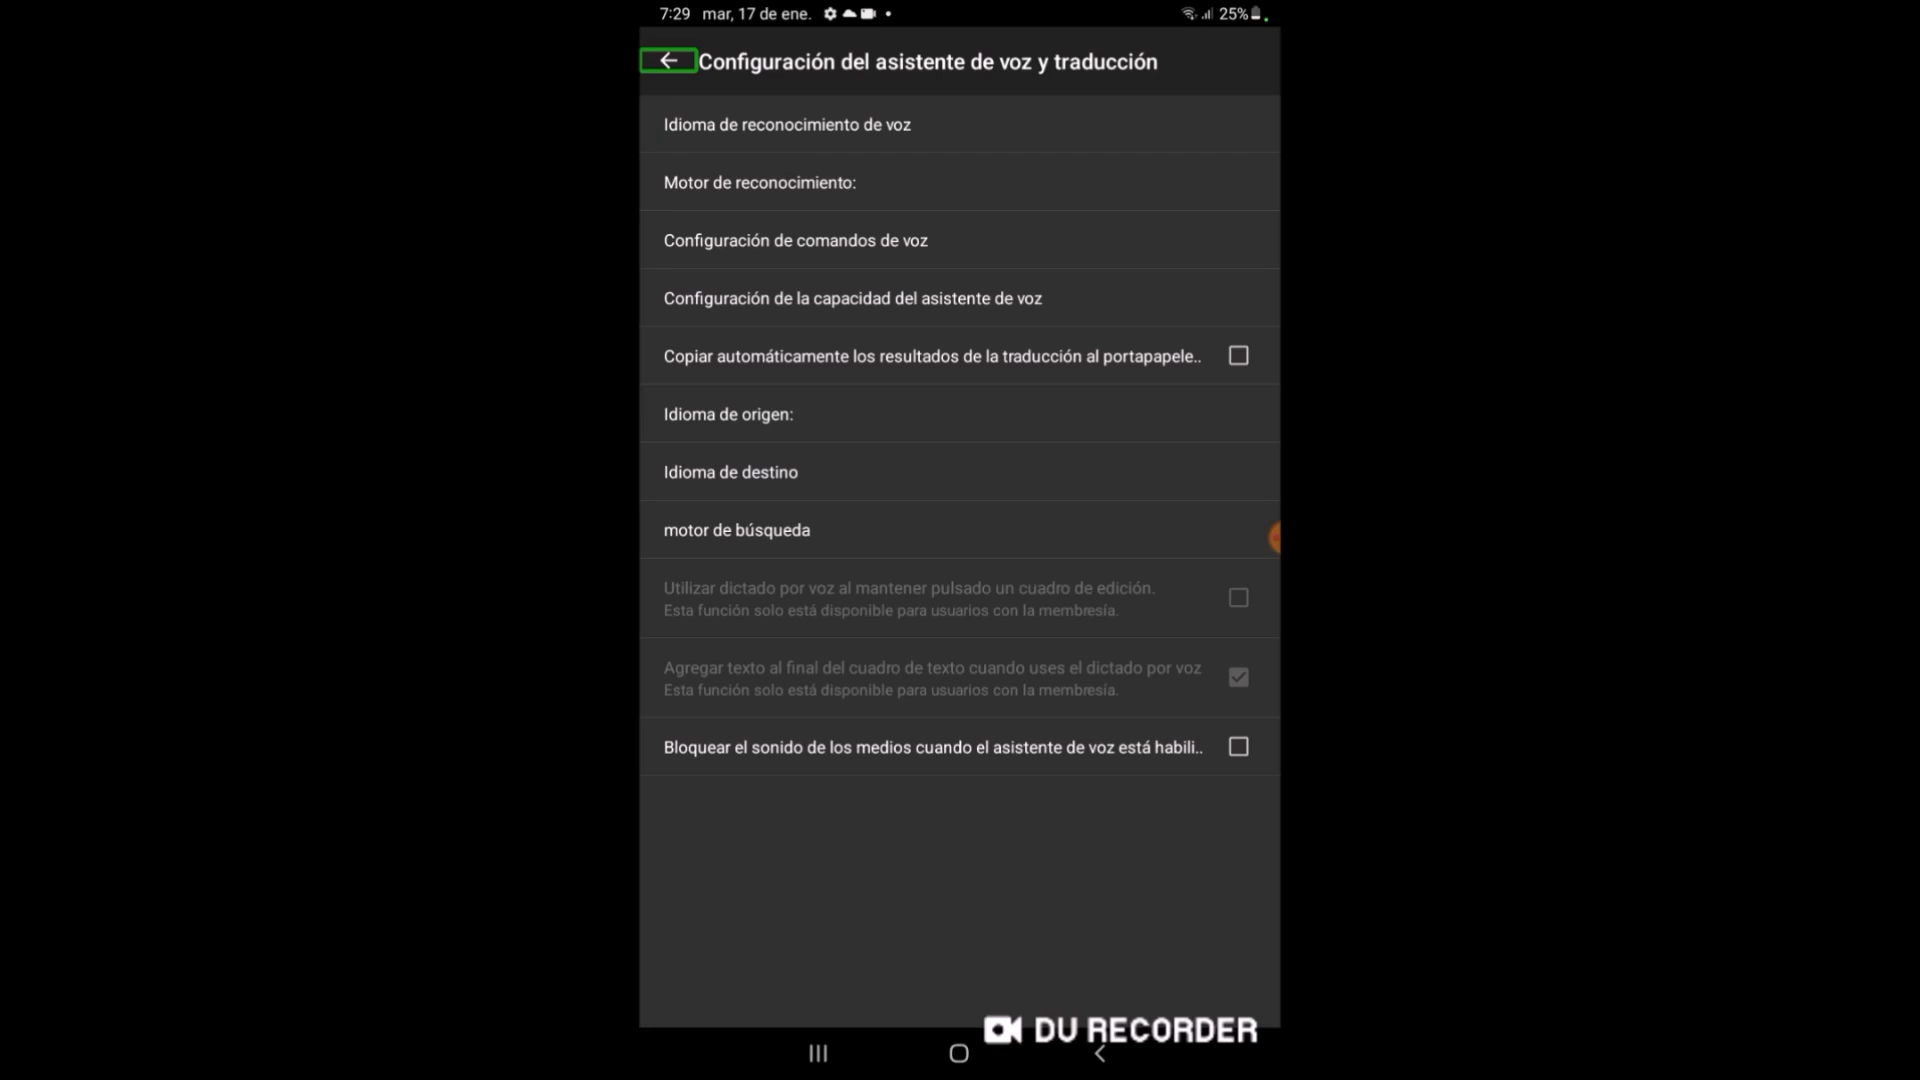 7:29 mar, 17 de ene. 25%
Configuración del asistente de voz y traducción
Idioma de reconocimiento de voz
Motor de reconocimiento:
Configuración de comandos de voz
Configuración de la capacidad del asistente de voz
Copiar automáticamente los resultados de la traducción al portapapele..
Idioma de origen:
Idioma de destino
motor de búsqueda
Utilizar dictado por voz al mantener pulsado un cuadro de edición.
Esta función solo está disponible para usuarios con la membresía.
Agregar texto al final del cuadro de texto cuando uses el dictado por voz
Esta función solo está disponible para usuarios con la membresía.
Bloquear el sonido de los medios cuando el asistente de voz está habili..
DU RECORDER